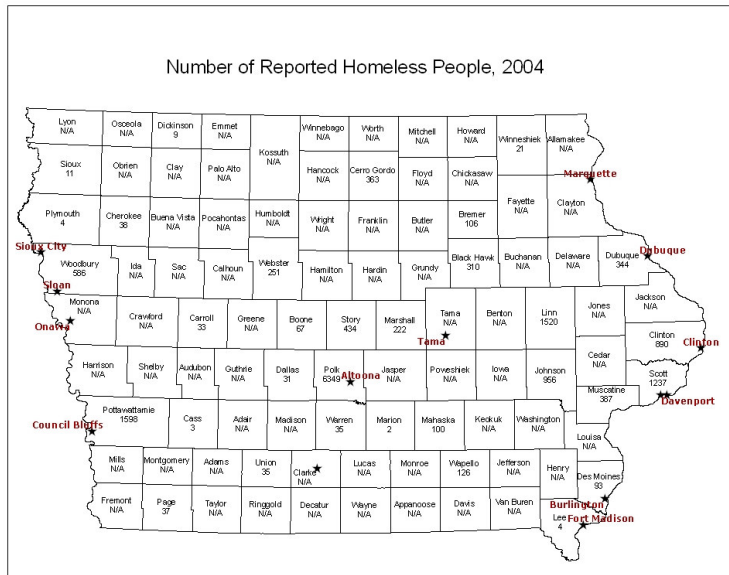 Number of Reported Homeless People, 2004
Lyon
N/A
Osceola
N/A
Dickinson
9
Emmet
N/A
Kossuth
N/A
Winnebago
N/A
Worth
N/A
Mitchell
N/A
Howard
N/A
Winneshiek
21
Allamakee
N/A
Sioux
11
Obrien
N/A
Clay
N/A
Palo Alto
N/A
Hancock
N/A
Cerro Gordo
363
Floyd
N/A
Chickasaw
N/A
Marquette
Fayette
N/A
Clayton
N/A
Plymouth
4
Cherokee
38
Buena Vista
N/A
Pocahontas
N/A
Humboldt
N/A
Wright
N/A
Franklin
N/A
Butler
N/A
Bremer
106
Sioux City
Woodbury
586
Ida
N/A
Sac
N/A
Calhoun
N/A
Webster
251
Hamilton
N/A
Hardin
N/A
Grundy
N/A
Black Hawk
310
Buchanan
N/A
Delaware
N/A
Dubuque
344
Dubuque
Sloan
Monona
N/A
Onawa
Crawford
N/A
Carroll
33
Greene
N/A
Boone
67
Story
434
Marshall
222
Tama
N/A
Tama
Benton
N/A
Linn
1520
Jones
N/A
Jackson
N/A
Clinton
890
Clinton
Harrison
N/A
Shelby
N/A
Audubon
N/A
Guthrie
N/A
Dallas
31
Polk
6349
Altoona
Jasper
N/A
Poweshiek
N/A
Iowa
N/A
Johnson
956
Cedar
N/A
Scott
1237
Davenport
Muscatine
387
Pottawattamie
1598
Council Bluffs
Cass
3
Adair
N/A
Madison
N/A
Warren
35
Marion
2
Mahaska
100
Keokuk
N/A
Washington
N/A
Louisa
N/A
Mills
N/A
Montgomery
N/A
Adams
N/A
Union
35
Clarke
N/A
Lucas
N/A
Monroe
N/A
Wapello
126
Jefferson
N/A
Henry
N/A
Des Moines
93
Burlington
Fremont
N/A
Page
37
Taylor
N/A
Ringgold
N/A
Decatur
N/A
Wayne
N/A
Appanoose
N/A
Davis
N/A
Van Buren
N/A
Lee
4
Fort Madison